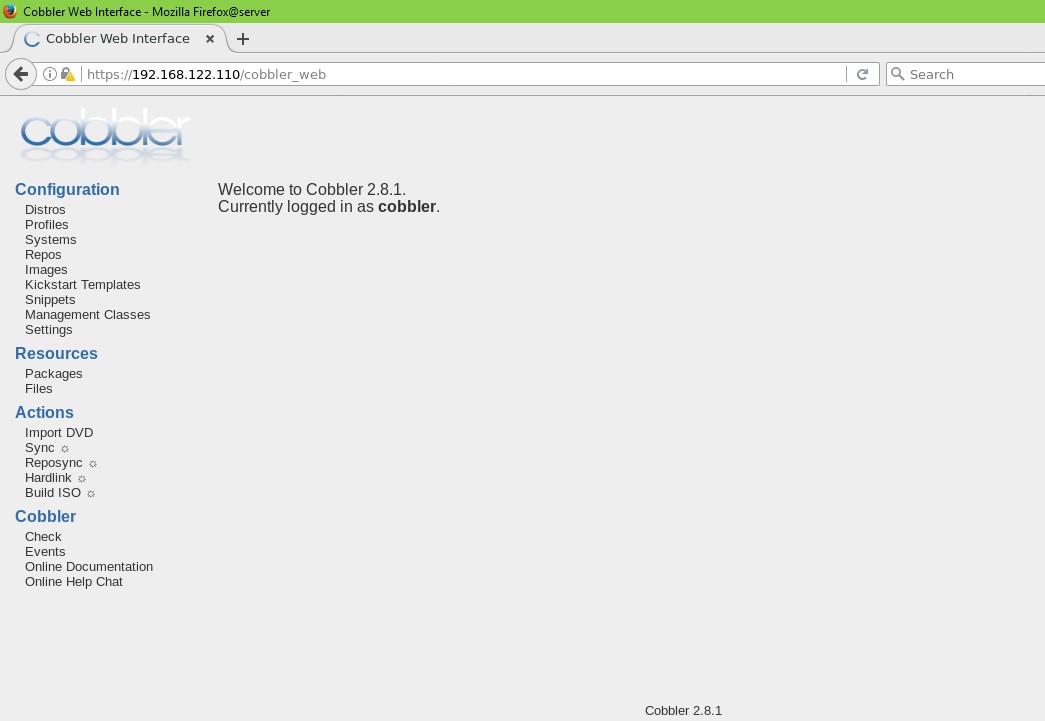 Cobbler Web Interface - Mozilla Firefox@server
Cobbler Web Interface
https://192.168.122.110/cobbler_web
Search
cobbler
Configuration
Distros
Profiles
Systems
Repos
Images
Kickstart Templates
Snippets
Management Classes
Settings
Resources
Packages
Files
Actions
Import DVD
Sync ☼
Reposync ☼
Hardlink ☼
Build ISO ☼
Cobbler
Check
Events
Online Documentation
Online Help Chat
Welcome to Cobbler 2.8.1.
Currently logged in as cobbler.
Cobbler 2.8.1